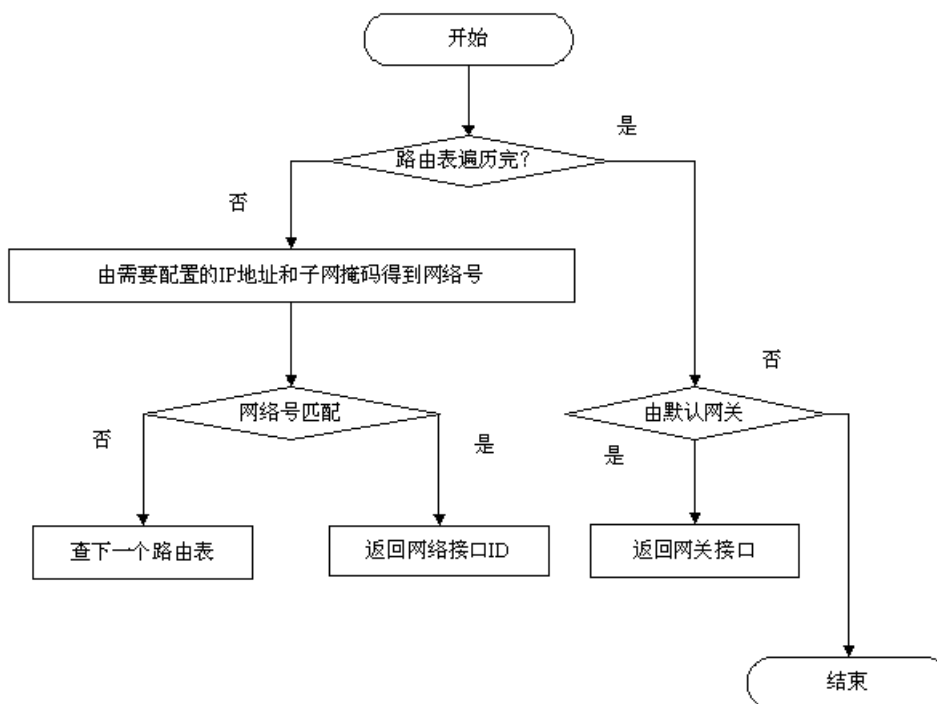 开始
是
路由表遍历完？
否
由需要配置的IP地址和子网掩码得到网络号
否
网络号匹配
由默认网关
否
是
是
查下一个路由表
返回网络接口ID
返回网关接口
结束